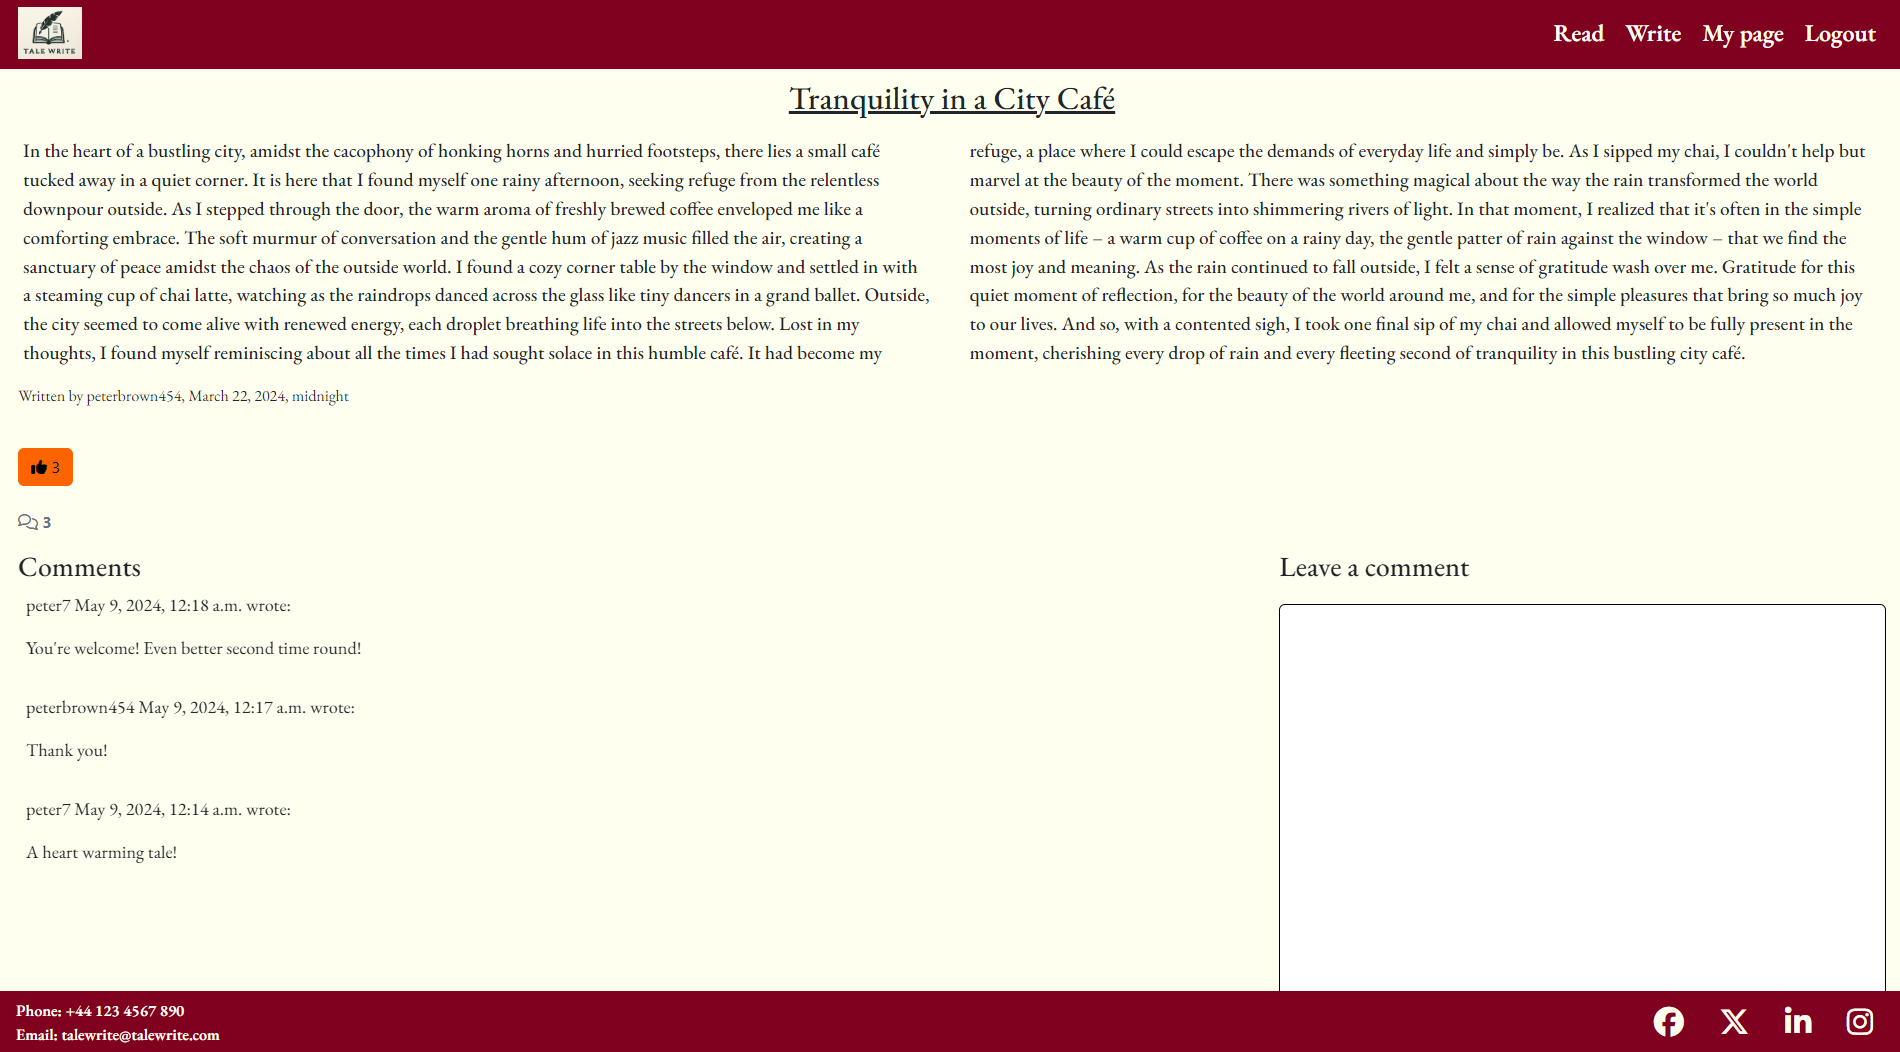 TALE WRITE
Read Write My page Logout
Tranquility in a City Café
In the heart of a bustling city, amidst the cacophony of honking horns and hurried footsteps, there lies a small café
tucked away in a quiet corner. It is here that I found myself one rainy afternoon, seeking refuge from the relentless
downpour outside. As I stepped through the door, the warm aroma of freshly brewed coffee enveloped me like a
comforting embrace. The soft murmur of conversation and the gentle hum of jazz music filled the air, creating a
sanctuary of peace amidst the chaos of the outside world. I found a cozy corner table by the window and settled in with
a steaming cup of chai latte, watching as the raindrops danced across the glass like tiny dancers in a grand ballet. Outside,
the city seemed to come alive with renewed energy, each droplet breathing life into the streets below. Lost in my
thoughts, I found myself reminiscing about all the times I had sought solace in this humble café. It had become my
refuge, a place where I could escape the demands of everyday life and simply be. As I sipped my chai, I couldn't help but
marvel at the beauty of the moment. There was something magical about the way the rain transformed the world
outside, turning ordinary streets into shimmering rivers of light. In that moment, I realized that it's often in the simple
moments of life – a warm cup of coffee on a rainy day, the gentle patter of rain against the window – that we find the
most joy and meaning. As the rain continued to fall outside, I felt a sense of gratitude wash over me. Gratitude for this
quiet moment of reflection, for the beauty of the world around me, and for the simple pleasures that bring so much joy
to our lives. And so, with a contented sigh, I took one final sip of my chai and allowed myself to be fully present in the
moment, cherishing every drop of rain and every fleeting second of tranquility in this bustling city café.
Written by peterbrown454, March 22, 2024, midnight
3
3
Comments
peter7 May 9, 2024, 12:18 a.m. wrote:
You're welcome! Even better second time round!
peterbrown454 May 9, 2024, 12:17 a.m. wrote:
Thank you!
peter7 May 9, 2024, 12:14 a.m. wrote:
A heart warming tale!
Leave a comment
Phone: +44 123 4567 890
Email: talewrite@talewrite.com